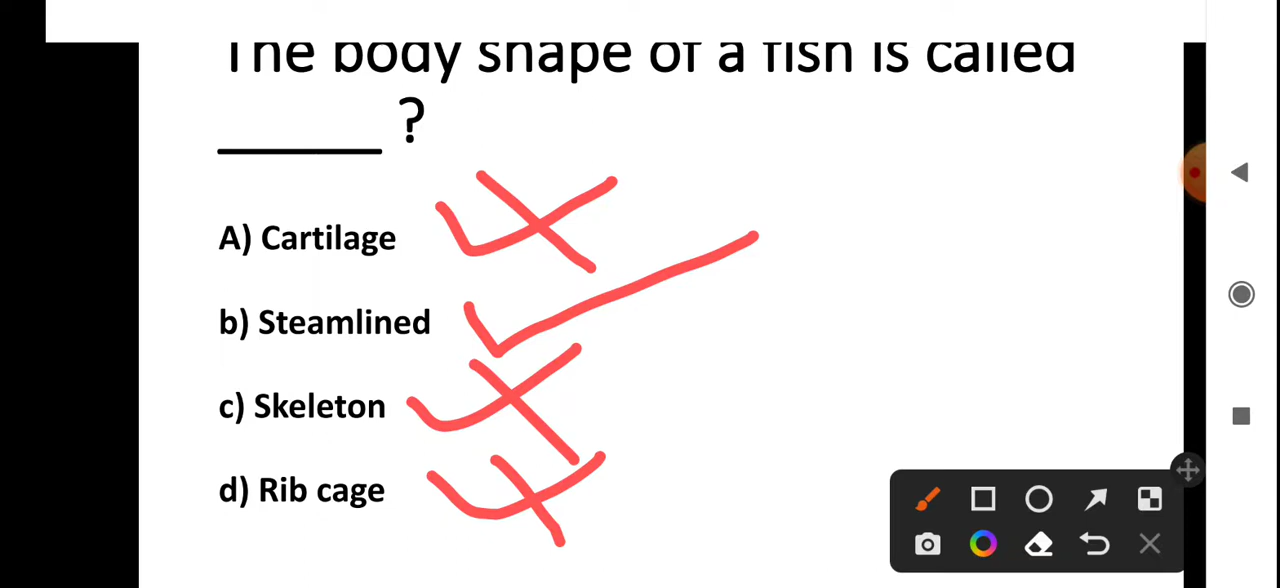 The body shape of a fish is called
______ ?
A) Cartilage
b) Steamlined
c) Skeleton
d) Rib cage